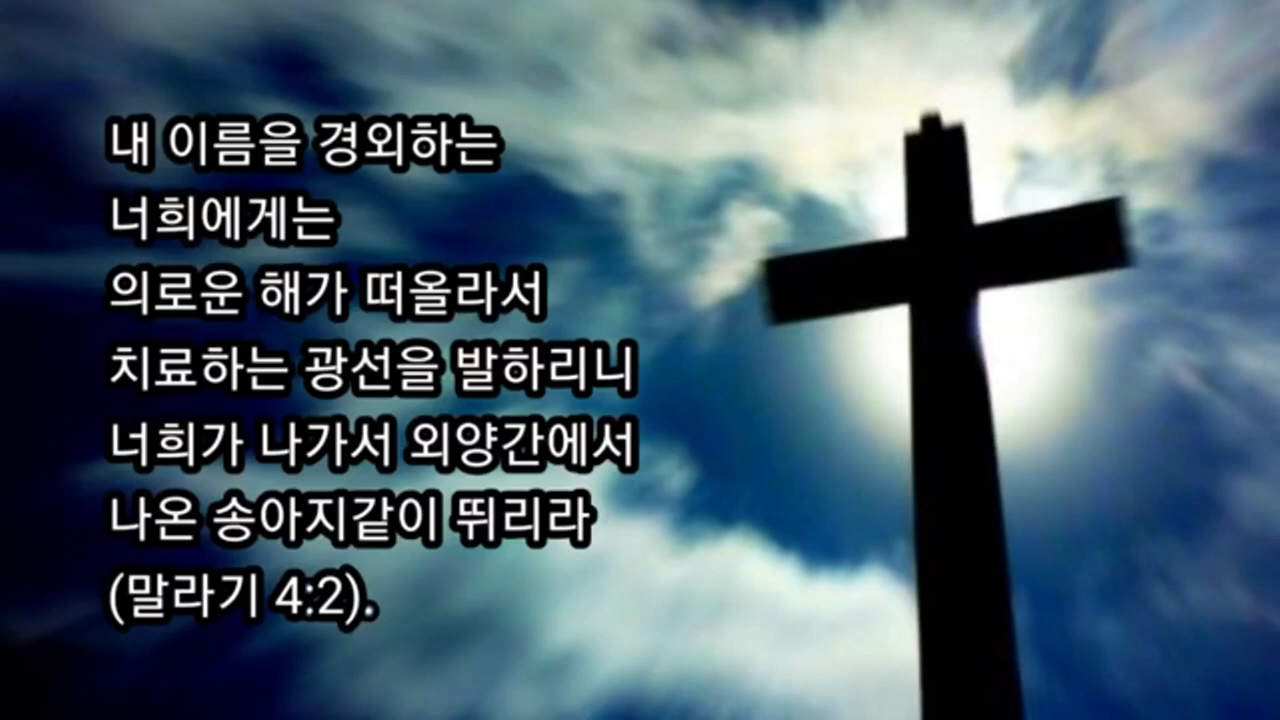 내 이름을 경외하는
너희에게는
의로운 해가 떠올라서
치료하는 광선을 발하리니
너희가 나가서 외양간에서
나온 송아지같이 뛰리라
(말라기 4:2).